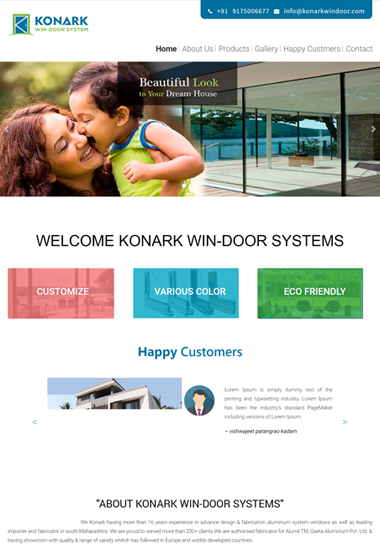 KONARK
WIN-DOOR SYSTEM
+91 9175006677 info@konarkwindoor.com
Home | About Us | Products | Gallery | Happy Custmers | Contact
Beautiful Look
to Your Dream House
WELCOME KONARK WIN-DOOR SYSTEMS
CUSTOMIZE VARIOUS COLOR ECO FRIENDLY
Happy Customers
Lorem Ipsum is simply dummy text of the
printing and typesetting industry. Lorem Ipsum
has been the industry's standard PageMaker
including versions of Lorem Ipsum.
~ vishwajeet patangrao kadam
"ABOUT KONARK WIN-DOOR SYSTEMS"
We Konark having more than 16 years experience in advance design & fabrication aluminium system windows as well as leading
importer and fabricator in south Maharashtra. We are proud to served more than 200+ clients.We are authorised fabricator for Alumil TM, Geeta Aluminium Pvt. Ltd. &
having showroom with quality & range of variety which has followed in Europe and worlds developed countries.